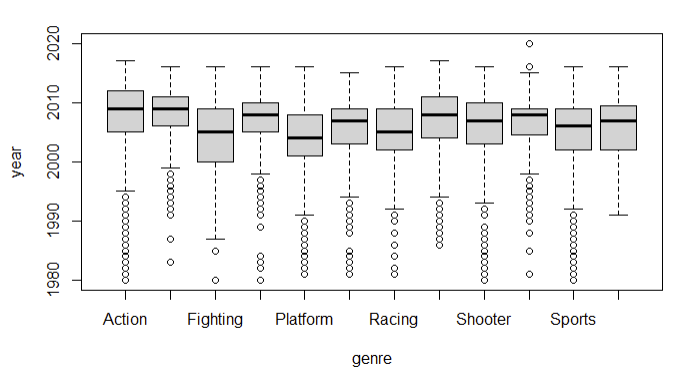 year
2020
2010
2000
1990
1980
Action Fighting Platform Racing Shooter Sports
genre